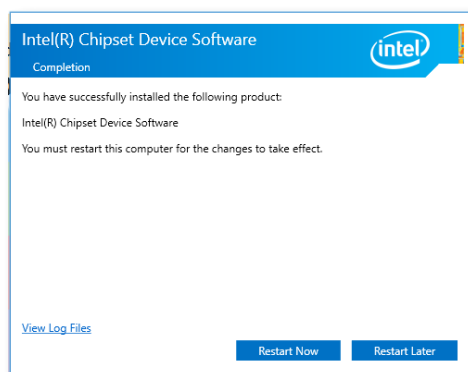 Intel(R) Chipset Device Software
intel
Completion
You have successfully installed the following product:
Intel(R) Chipset Device Software
You must restart this computer for the changes to take effect.
View Log Files
Restart Now
Restart Later